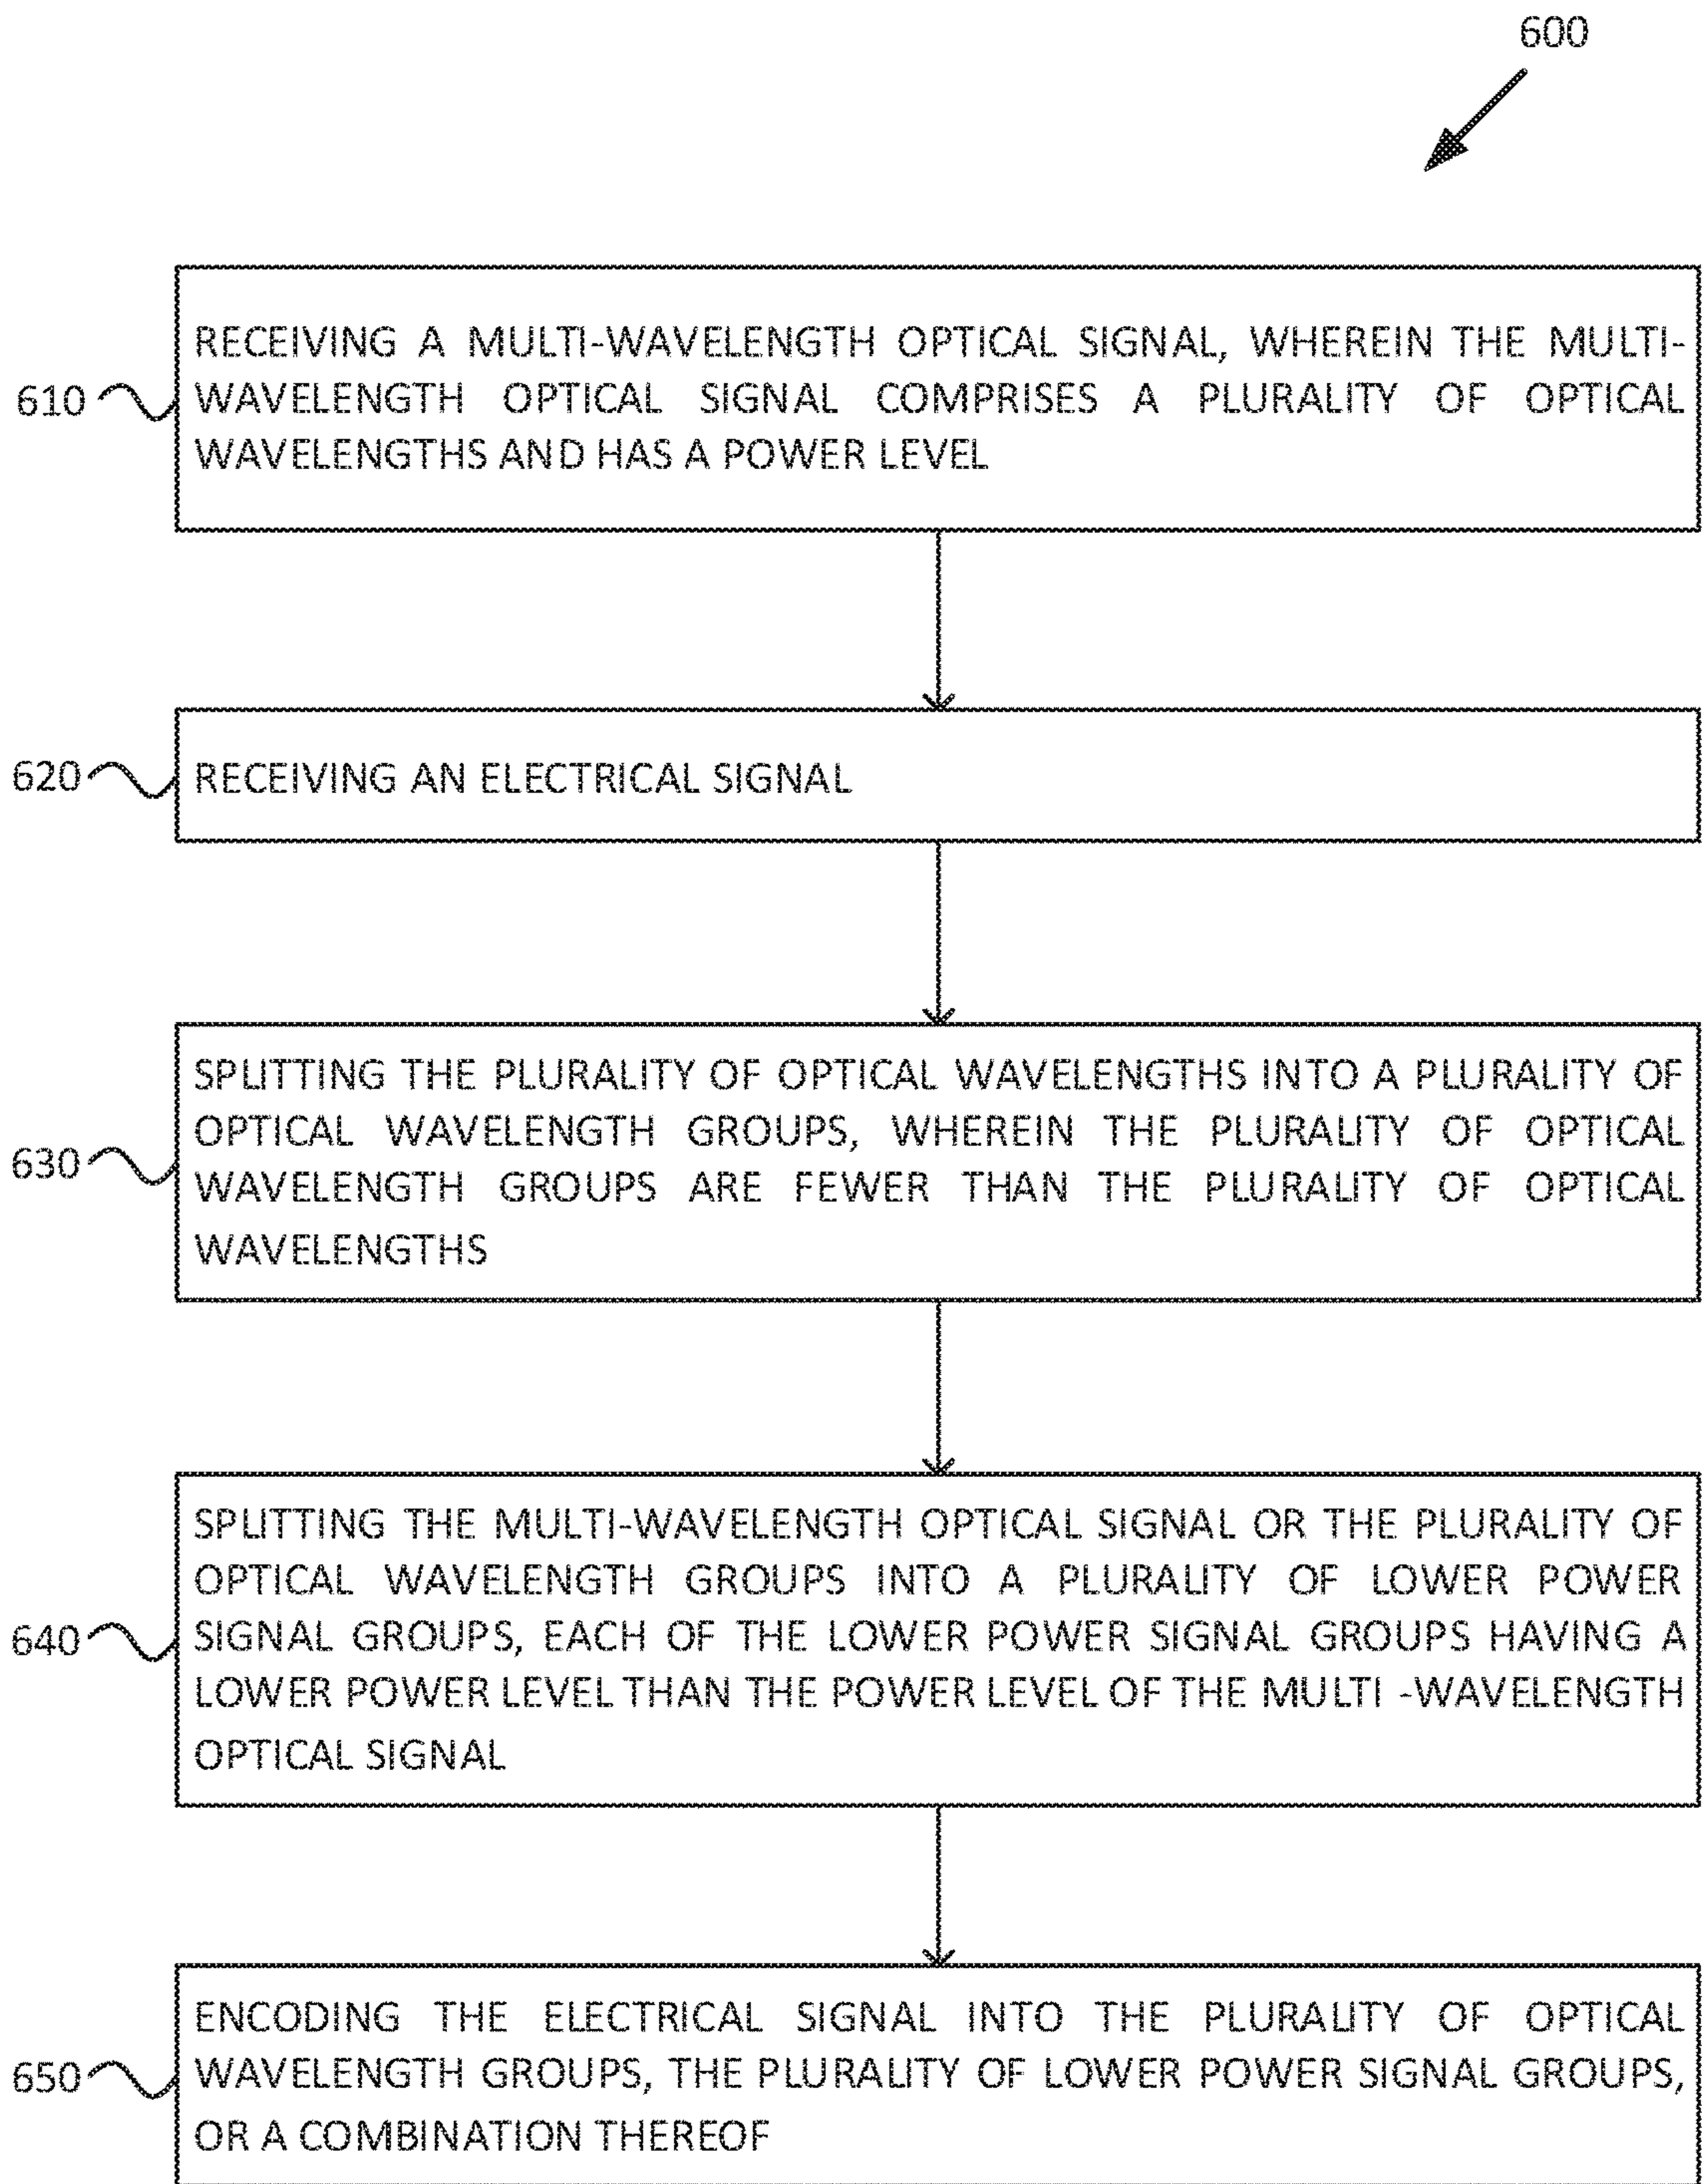 600
RECEIVING A MULTI-WAVELENGTH OPTICAL SIGNAL, WHEREIN THE MULTI-
610
WAVELENGTH OPTICAL SIGNAL COMPRISES A PLURALITY OF OPTICAL
WAVELENGTHS AND HAS A POWER LEVEL
620
RECEIVING AN ELECTRICAL SIGNAL
SPLITTING THE PLURALITY OF OPTICAL WAVELENGTHS INTO A PLURALITY OF
OPTICAL WAVELENGTH GROUPS, WHEREIN THE PLURALITY OF OPTICAL
630
WAVELENGTH GROUPS ARE FEWER THAN THE PLURALITY OF OPTICAL
WAVELENGTHS
SPLITTING THE MULTI-WAVELENGTH OPTICAL SIGNAL OR THE PLURALITY OF
OPTICAL WAVELENGTH GROUPS INTO A PLURALITY OF LOWER POWER
640
SIGNAL GROUPS, EACH OF THE LOWER POWER SIGNAL GROUPS HAVING A
LOWER POWER LEVEL THAN THE POWER LEVEL OF THE MULTI -WAVELENGTH
OPTICAL SIGNAL
ENCODING THE ELECTRICAL SIGNAL INTO THE PLURALITY OF OPTICAL
650
WAVELENGTH GROUPS, THE PLURALITY OF LOWER POWER SIGNAL GROUPS,
OR A COMBINATION THEREOF